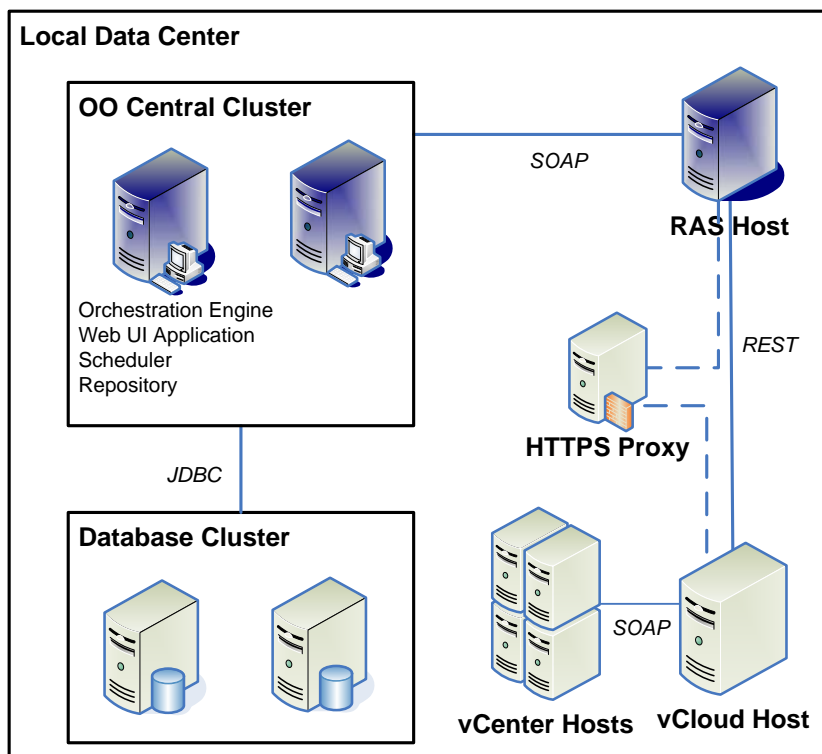 Local Data Center
OO Central Cluster
SOAP
RAS Host
Orchestration Engine
Web UI Application
Scheduler
Repository
REST
HTTPS Proxy
JDBC
Database Cluster
SOAP
vCenter Hosts
vCloud Host